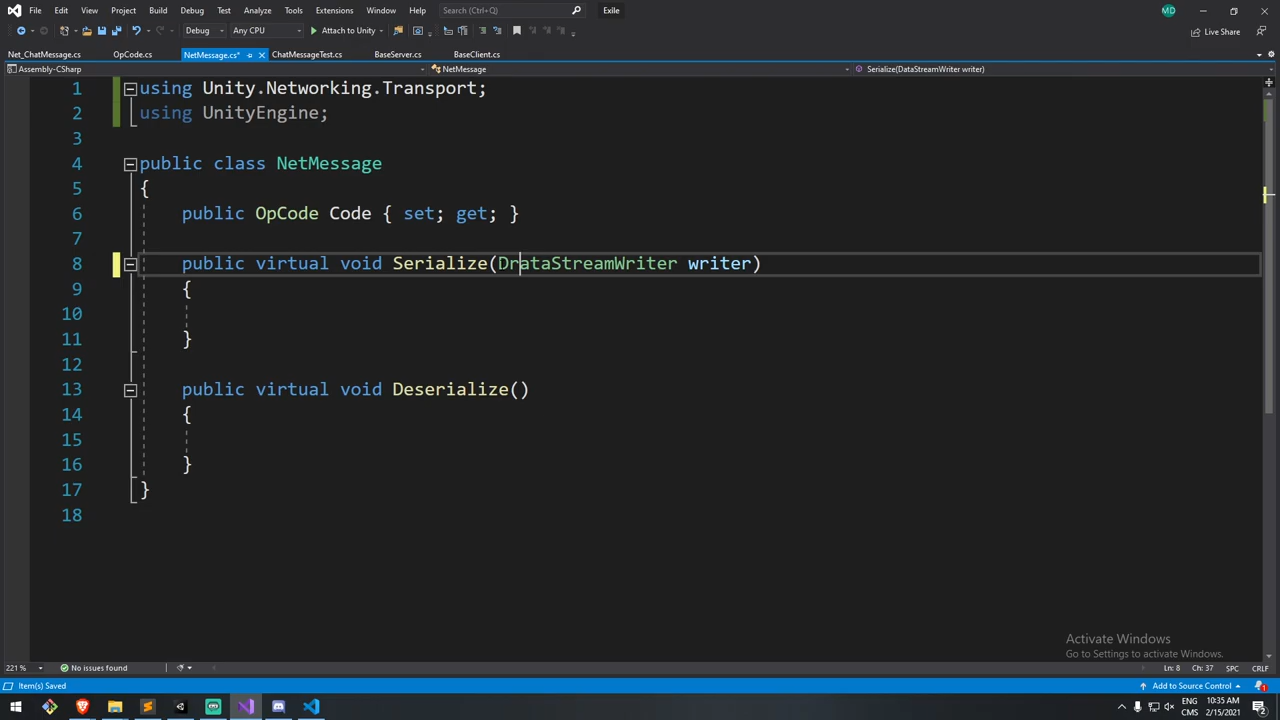 File Edit View Project Build Debug Test Analyze Tools Extensions Window Help Search (Ctrl+Q) Exile MD
Debug Any CPU Attach to Unity Live Share
Net_ChatMessage.cs OpCode.cs NetMessage.cs* ChatMessageTest.cs BaseServer.cs BaseClient.cs
Assembly-CSharp NetMessage Serialize(DataStreamWriter writer)
1 using Unity.Networking.Transport;
2 using UnityEngine;
3
4 public class NetMessage
5 {
6 public OpCode Code { set; get; }
7
8 public virtual void Serialize(DrataStreamWriter writer)
9 {
10
11 }
12
13 public virtual void Deserialize()
14 {
15
16 }
17 }
18
Activate Windows
Go to Settings to activate Windows.
221 % No issues found Ln: 8 Ch: 37 SPC CRLF
Item(s) Saved Add to Source Control 1
ENG 10:35 AM
CMS 2/15/2021 2